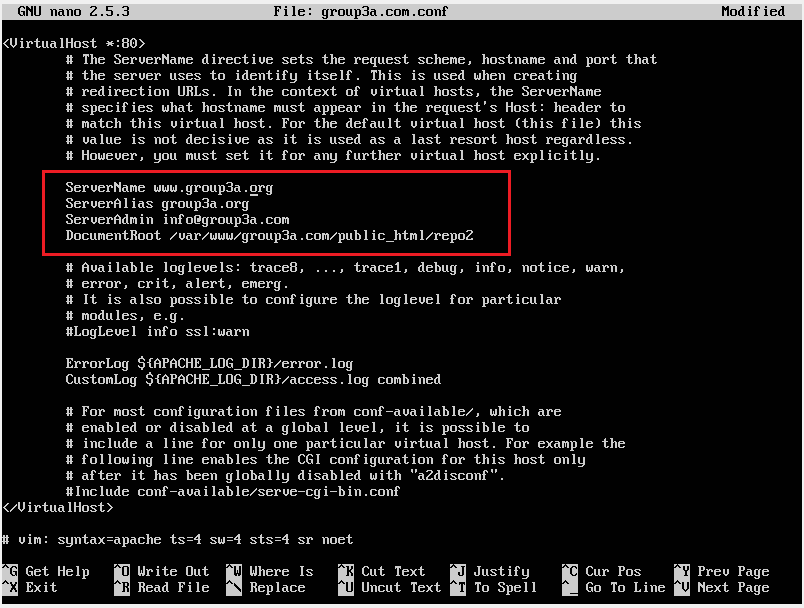 GNU nano 2.5.3 File: group3a.com.conf Modified
<VirtualHost *:80>
# The ServerName directive sets the request scheme, hostname and port that
# the server uses to identify itself. This is used when creating
# redirection URLs. In the context of virtual hosts, the ServerName
# specifies what hostname must appear in the request's Host: header to
# match this virtual host. For the default virtual host (this file) this
# value is not decisive as it is used as a last resort host regardless.
# However, you must set it for any further virtual host explicitly.
ServerName www.group3a.org
ServerAlias group3a.org
ServerAdmin info@group3a.com
DocumentRoot /var/www/group3a.com/public_html/repo2
# Available loglevels: trace8, ..., trace1, debug, info, notice, warn,
# error, crit, alert, emerg.
# It is also possible to configure the loglevel for particular
# modules, e.g.
#LogLevel info ssl:warn
ErrorLog ${APACHE_LOG_DIR}/error.log
CustomLog ${APACHE_LOG_DIR}/access.log combined
# For most configuration files from conf-available/, which are
# enabled or disabled at a global level, it is possible to
# include a line for only one particular virtual host. For example the
# following line enables the CGI configuration for this host only
# after it has been globally disabled with "a2disconf".
#Include conf-available/serve-cgi-bin.conf
</VirtualHost>
# vim: syntax=apache ts=4 sw=4 sts=4 sr noet
^G Get Help ^O Write Out ^W Where Is ^K Cut Text ^J Justify ^C Cur Pos ^Y Prev Page
^X Exit ^R Read File ^\ Replace ^U Uncut Text ^T To Spell ^_ Go To Line ^V Next Page